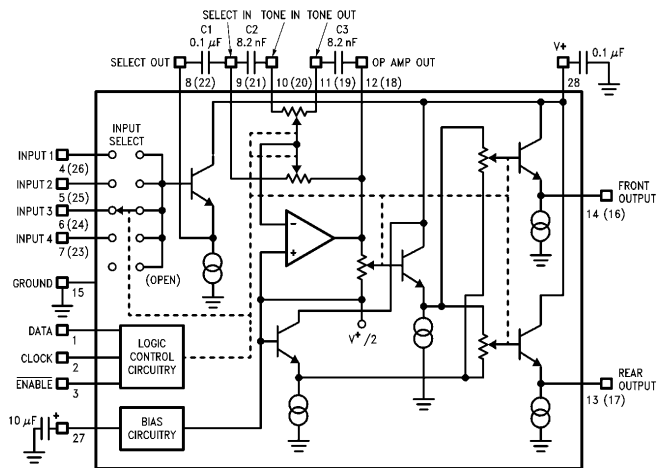 SELECT IN TONE IN TONE OUT
C1 C2 C3
0.1 µF 8.2 nF 8.2 nF
SELECT OUT
OP AMP OUT
V+
0.1 µF
8 (22)
9 (21)
10 (20)
11 (19)
12 (18)
28
INPUT
SELECT
INPUT 1
4 (26)
INPUT 2
5 (25)
INPUT 3
6 (24)
INPUT 4
7 (23)
(OPEN)
GROUND
15
DATA
1
CLOCK
2
ENABLE
3
LOGIC
CONTROL
CIRCUITRY
10 µF
+
27
BIAS
CIRCUITRY
−
+
V+/2
FRONT
OUTPUT
14 (16)
REAR
OUTPUT
13 (17)